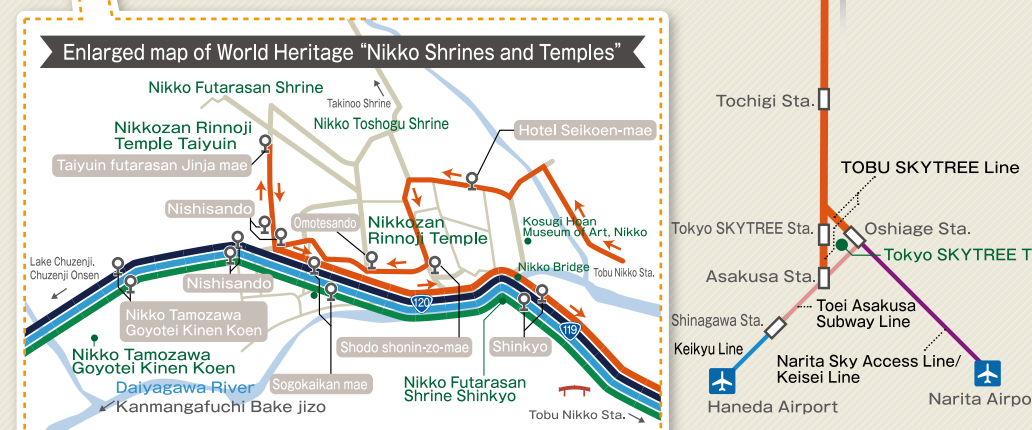 Enlarged map of World Heritage “Nikko Shrines and Temples”
Nikko Futarasan Shrine
Takinoo Shrine
Nikko Toshogu Shrine
Nikkozan Rinnoji
Temple Taiyuin
Hotel Seikoen-mae
Taiyuin futarasan Jinja mae
Nishisando
Omotesando
Nikkozan
Rinnoji Temple
Kosugi Hoan
Museum of Art, Nikko
Lake Chuzenji.
Chuzenji Onsen
Nikko Bridge
Tobu Nikko Sta.
Nishisando
120
Nikko Tamozawa
Goyotei Kinen Koen
119
Shodo shonin-zo-mae
Shinkyo
Nikko Tamozawa
Goyotei Kinen Koen
Sogokaikan mae
Nikko Futarasan
Shrine Shinkyo
Daiyagawa River
Kanmangafuchi Bake jizo
Tobu Nikko Sta.
Tochigi Sta.
TOBU SKYTREE Line
Tokyo SKYTREE Sta.
Oshiage Sta.
Tokyo SKYTREE T
Asakusa Sta.
Toei Asakusa
Subway Line
Shinagawa Sta.
Keikyu Line
Narita Sky Access Line/
Keisei Line
Haneda Airport
Narita Airpo